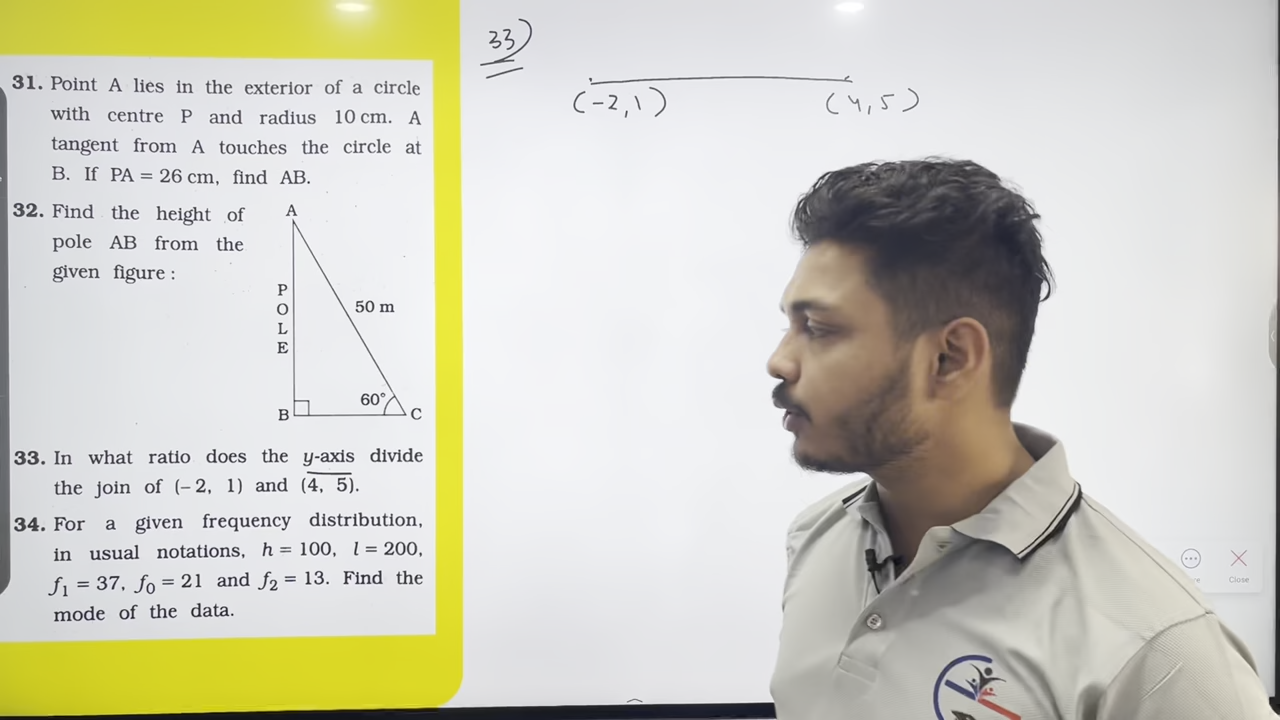 31. Point A lies in the exterior of a circle
with centre P and radius 10 cm. A
tangent from A touches the circle at
B. If PA = 26 cm, find AB.
32. Find the height of
pole AB from the
given figure :
A
P
O
L
E
50 m
60°
B
C
33. In what ratio does the y-axis divide
the join of (– 2, 1) and (4, 5).
34. For a given frequency distribution,
in usual notations, h = 100, l = 200,
f₁ = 37, f₀ = 21 and f₂ = 13. Find the
mode of the data.
33)
(-2,1) (4,5)
Close